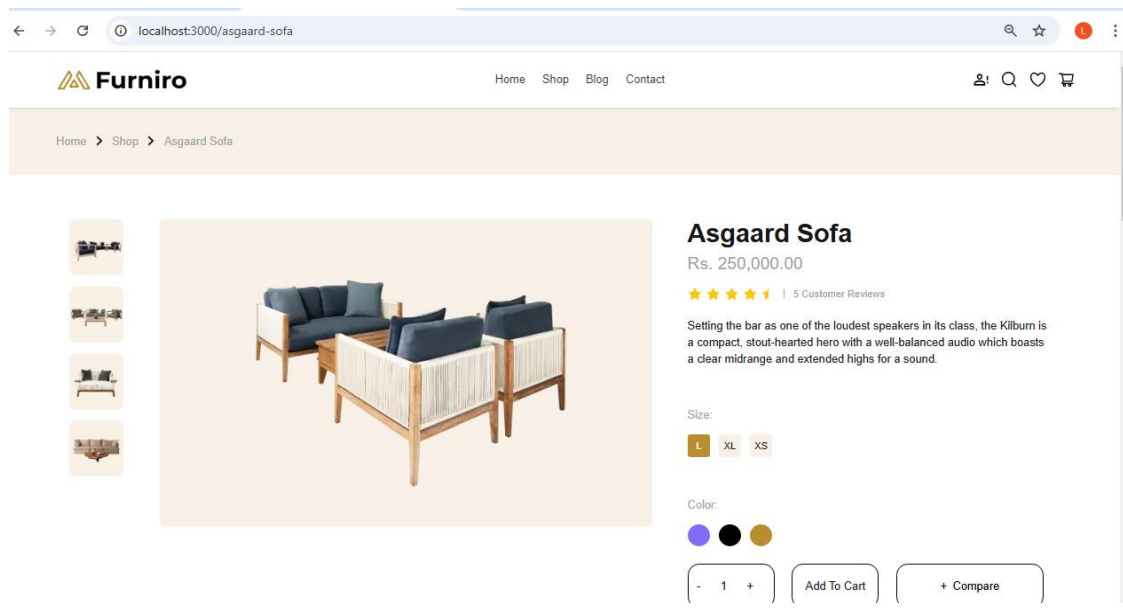 localhost:3000/asgaard-sofa
L
Furniro
Home Shop Blog Contact
Home > Shop > Asgaard Sofa
Asgaard Sofa
Rs. 250,000.00
| 5 Customer Reviews
Setting the bar as one of the loudest speakers in its class, the Kilburn is
a compact, stout-hearted hero with a well-balanced audio which boasts
a clear midrange and extended highs for a sound.
Size:
L XL XS
Color:
- 1 + Add To Cart + Compare